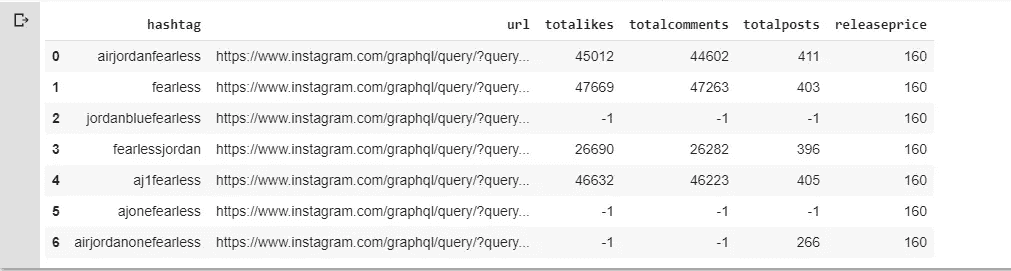 hashtag url totalikes totalcomments totalposts releaseprice
0 airjordanfearless https://www.instagram.com/graphql/query/?query... 45012 44602 411 160
1 fearless https://www.instagram.com/graphql/query/?query... 47669 47263 403 160
2 jordanbluefearless https://www.instagram.com/graphql/query/?query... -1 -1 -1 160
3 fearlessjordan https://www.instagram.com/graphql/query/?query... 26690 26282 396 160
4 aj1fearless https://www.instagram.com/graphql/query/?query... 46632 46223 405 160
5 ajonefearless https://www.instagram.com/graphql/query/?query... -1 -1 -1 160
6 airjordanonefearless https://www.instagram.com/graphql/query/?query... -1 -1 266 160